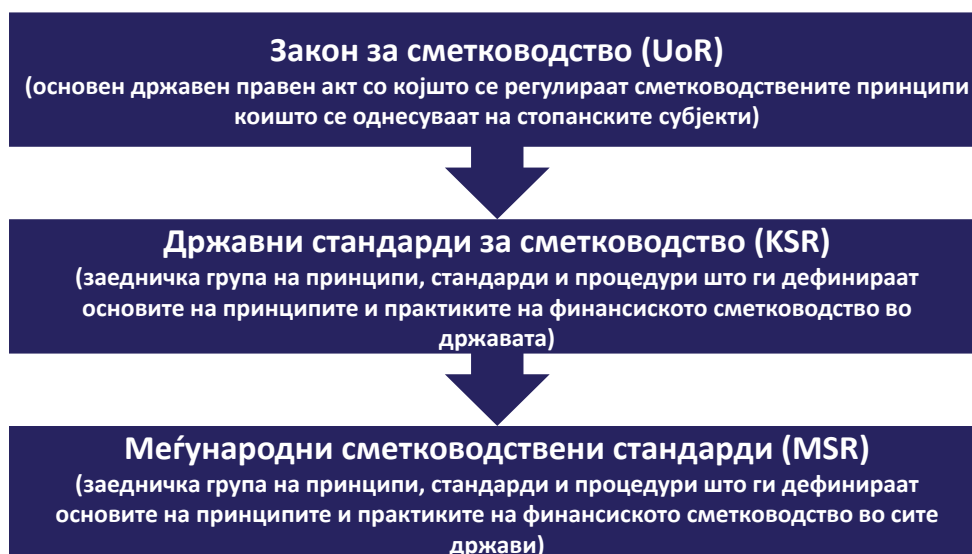 Закон за сметководство (UoR)
(основен државен правен акт со којшто се регулираат сметководствените принципи
коишто се однесуваат на стопанските субјекти)
Државни стандарди за сметководство (KSR)
(заедничка група на принципи, стандарди и процедури што ги дефинираат
основите на принципите и практиките на финансиското сметководство во
државата)
Меѓународни сметководствени стандарди (MSR)
(заедничка група на принципи, стандарди и процедури што ги дефинираат
основите на принципите и практиките на финансиското сметководство во сите
држави)